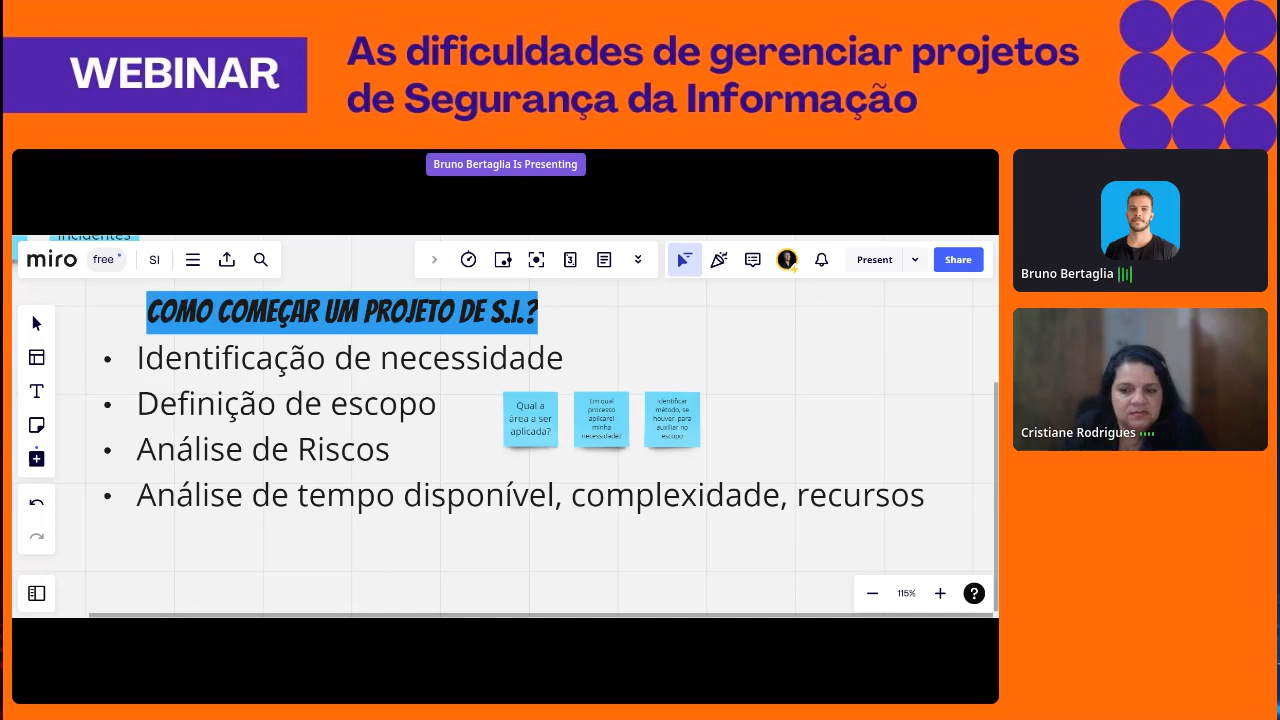 WEBINAR
As dificuldades de gerenciar projetos
de Segurança da Informação
Bruno Bertaglia Is Presenting
incidentes
miro
free
SI
3
Present
Share
COMO COMEÇAR UM PROJETO DE S.I.?
• Identificação de necessidade
• Definição de escopo
• Análise de Riscos
• Análise de tempo disponível, complexidade, recursos
Qual a
área a ser
aplicada?
Em qual
processo
aplicarei
minha
necessidade?
Identificar
método, se
houver, para
auxiliar no
escopo
115%
?
Bruno Bertaglia
Cristiane Rodrigues